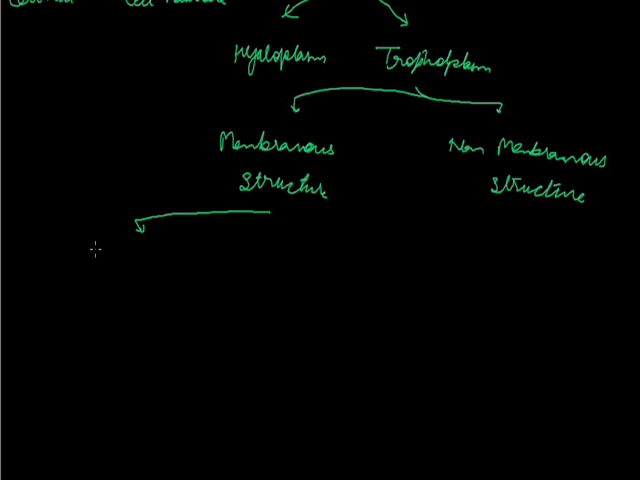 Hyaloplasm Trophoplasm
Membranous Non Membranous
Structure Structure